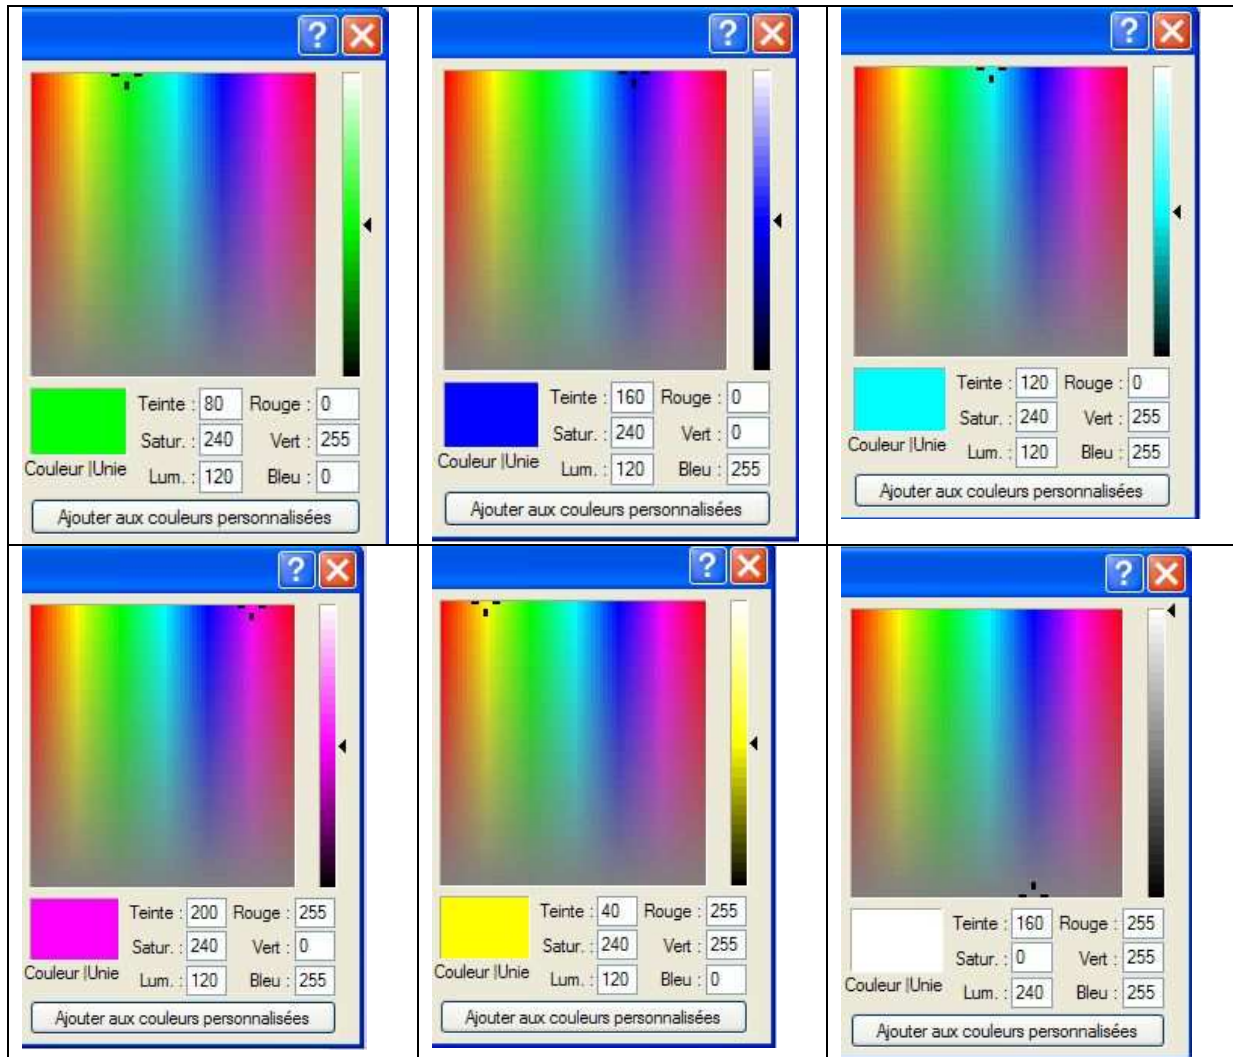 ?
Teinte : 80 Rouge : 0
Satur. : 240 Vert : 255
Couleur |Unie Lum. : 120 Bleu : 0
Ajouter aux couleurs personnalisées
?
Teinte : 160 Rouge : 0
Satur. : 240 Vert : 0
Couleur |Unie Lum. : 120 Bleu : 255
Ajouter aux couleurs personnalisées
?
Teinte : 120 Rouge : 0
Satur. : 240 Vert : 255
Couleur |Unie Lum. : 120 Bleu : 255
Ajouter aux couleurs personnalisées
?
Teinte : 200 Rouge : 255
Satur. : 240 Vert : 0
Couleur |Unie Lum. : 120 Bleu : 255
Ajouter aux couleurs personnalisées
?
Teinte : 40 Rouge : 255
Satur. : 240 Vert : 255
Couleur |Unie Lum. : 120 Bleu : 0
Ajouter aux couleurs personnalisées
?
Teinte : 160 Rouge : 255
Satur. : 0 Vert : 255
Couleur |Unie Lum. : 240 Bleu : 255
Ajouter aux couleurs personnalisées